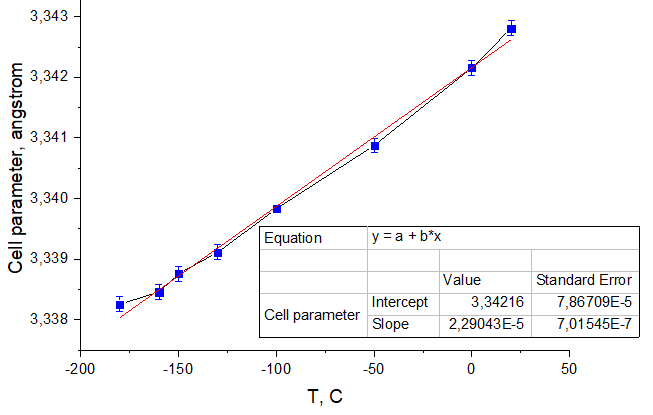 3,343
3,342
3,341
3,340
3,339
3,338
Cell parameter, angstrom
Equation y = a + b*x
Value Standard Error
Cell parameter Intercept 3,34216 7,86709E-5
Slope 2,29043E-5 7,01545E-7
-200 -150 -100 -50 0 50
T, C